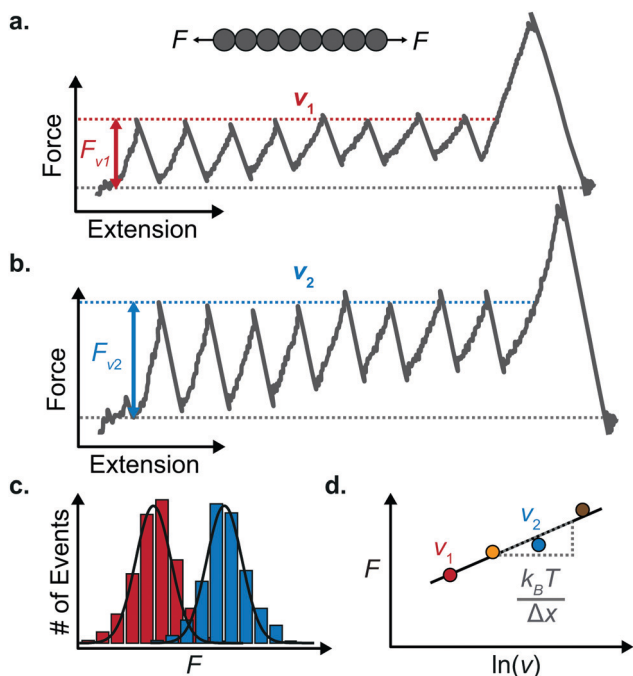 a.
F
F
v1
Force
Fv1
Extension
b.
v2
Force
Fv2
Extension
c.
# of Events
F
d.
F
v1
v2
kBT
Δx
ln(v)